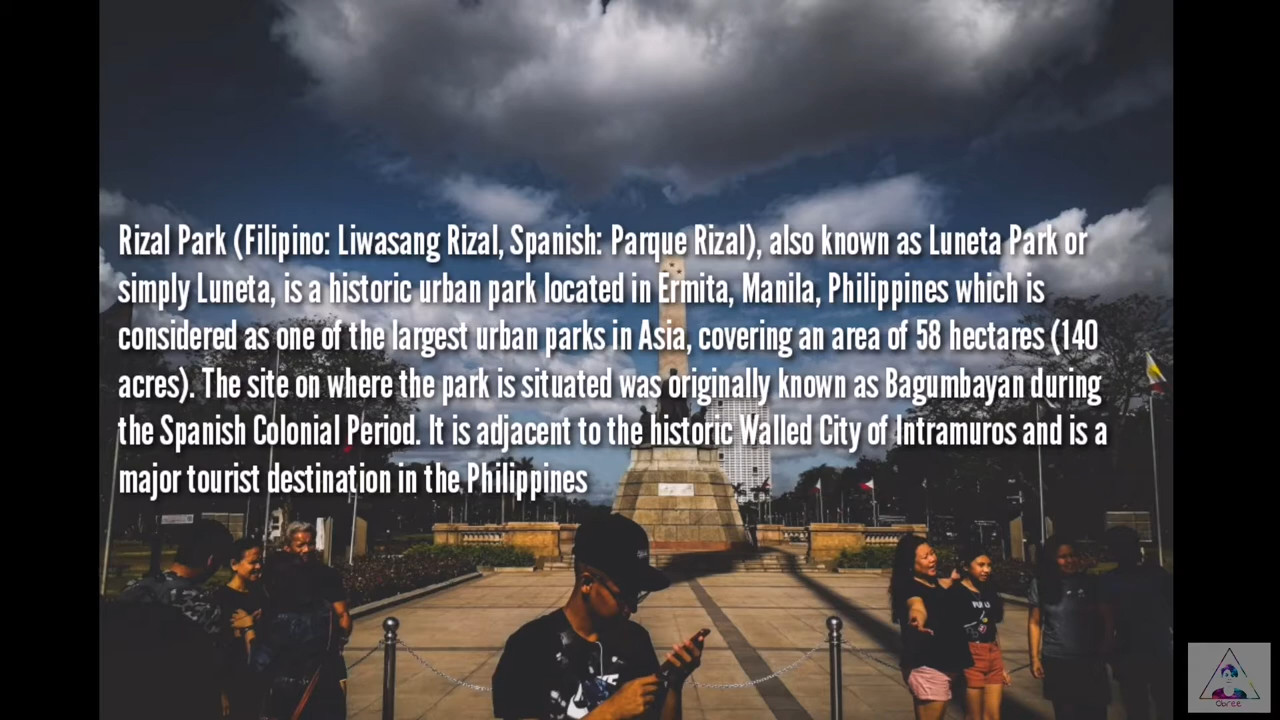 Rizal Park (Filipino: Liwasang Rizal, Spanish: Parque Rizal), also known as Luneta Park or
simply Luneta, is a historic urban park located in Ermita, Manila, Philippines which is
considered as one of the largest urban parks in Asia, covering an area of 58 hectares (140
acres). The site on where the park is situated was originally known as Bagumbayan during
the Spanish Colonial Period. It is adjacent to the historic Walled City of Intramuros and is a
major tourist destination in the Philippines
Obree